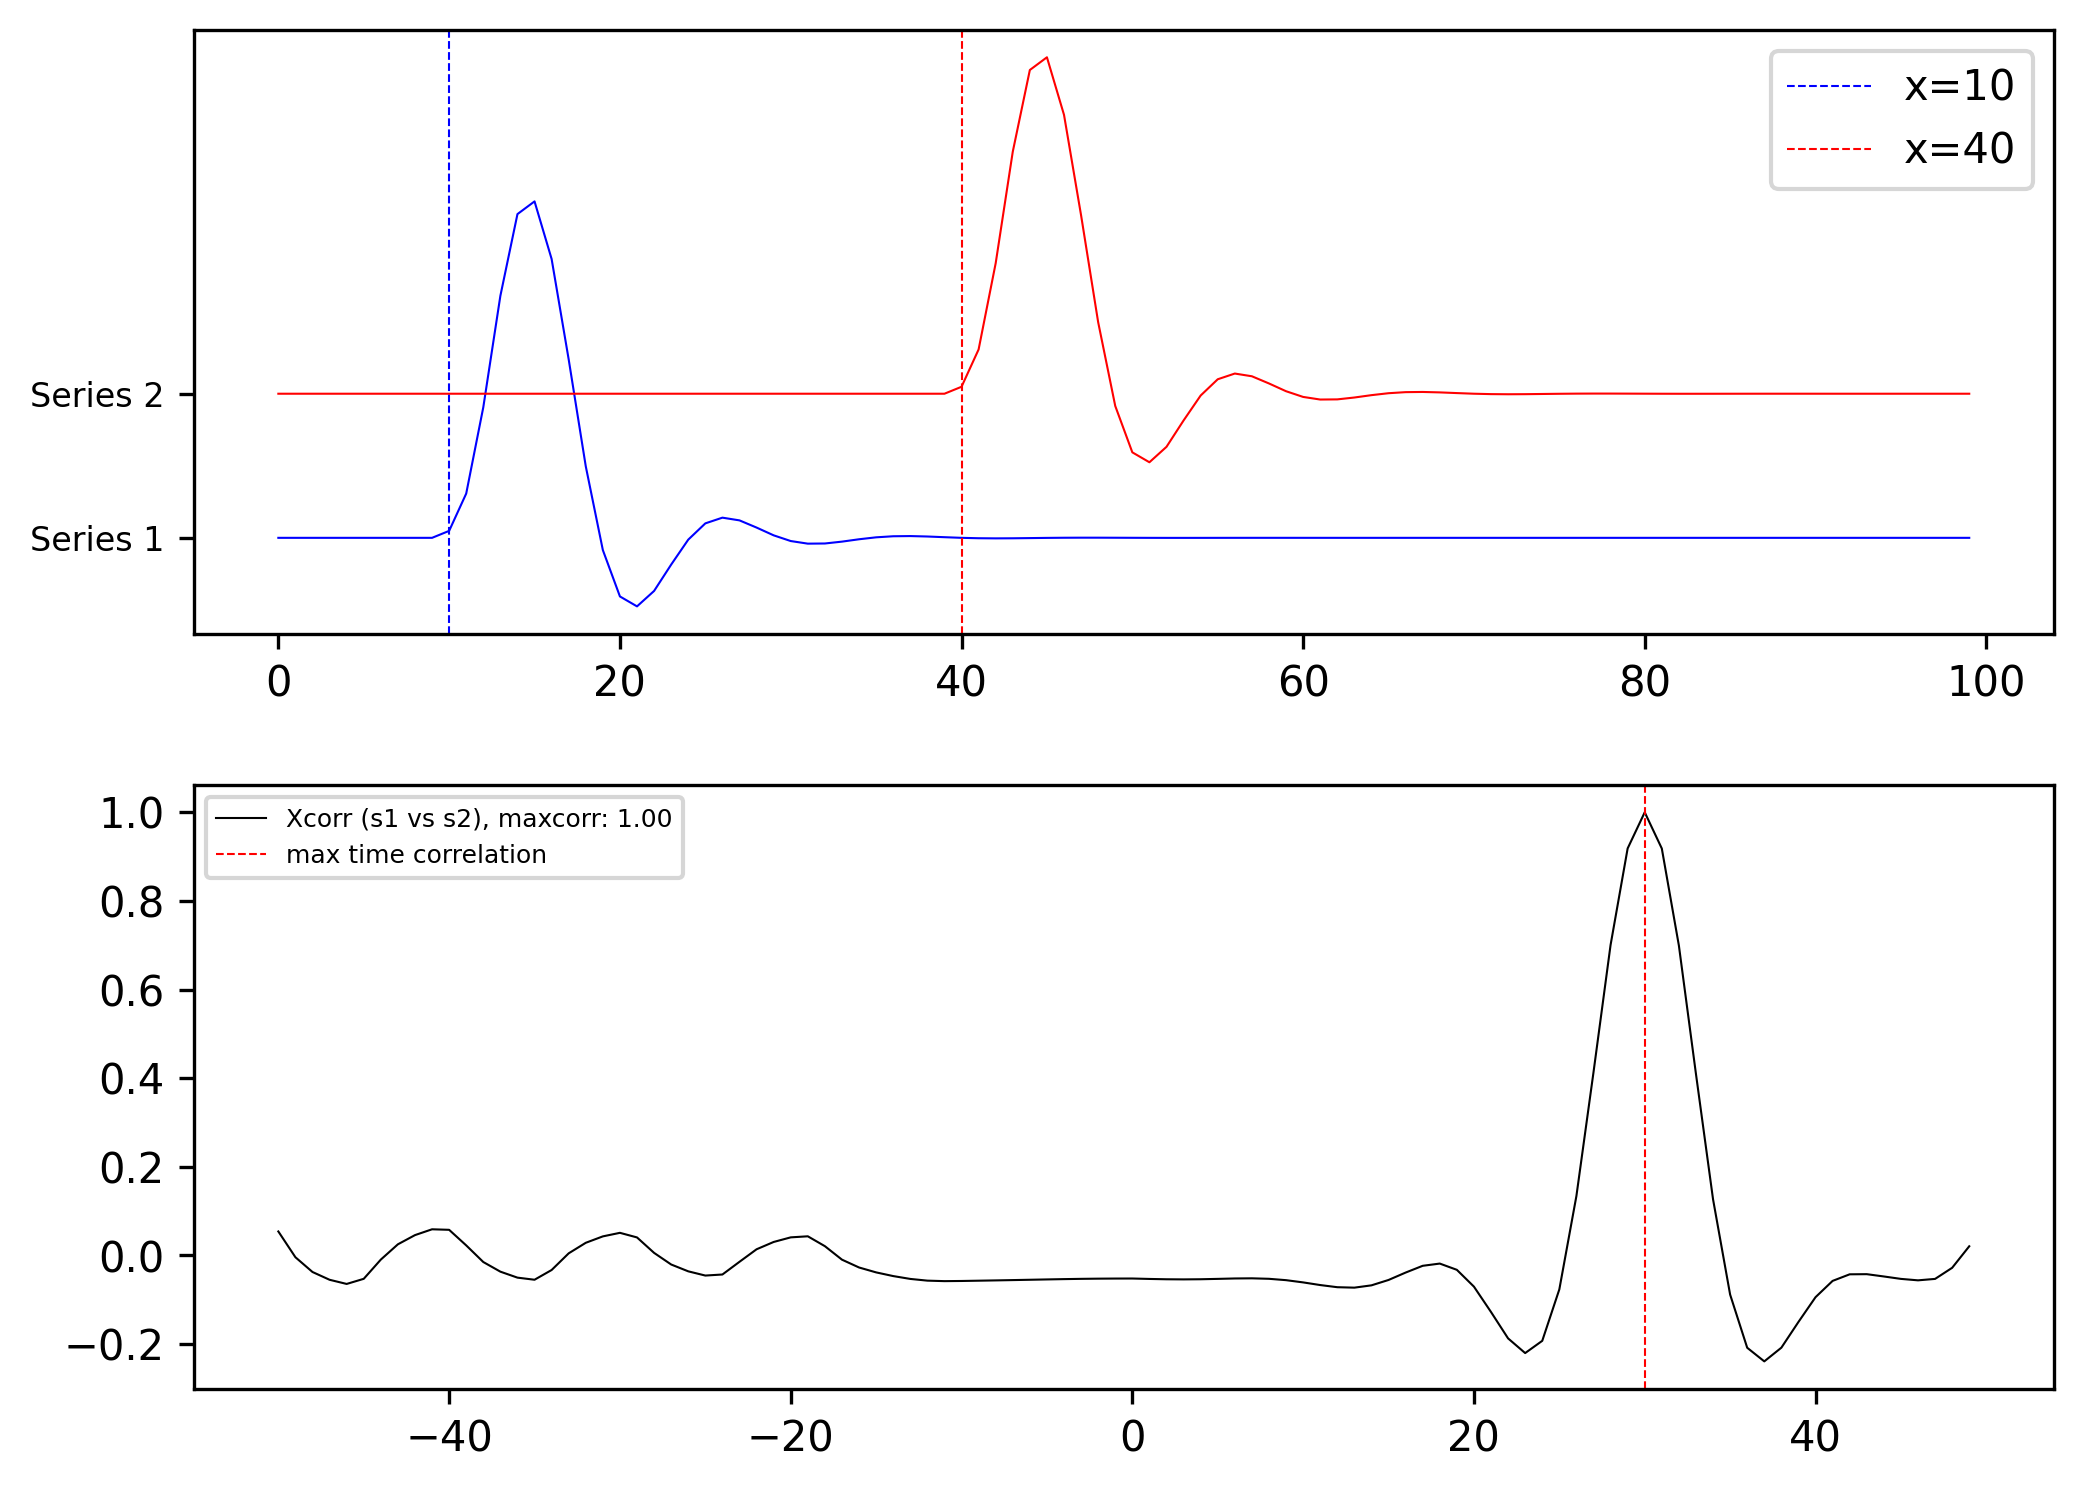 x=10
x=40
Series 2
Series 1
0 20 40 60 80 100
Xcorr (s1 vs s2), maxcorr: 1.00
max time correlation
1.0
0.8
0.6
0.4
0.2
0.0
−0.2
−40 −20 0 20 40